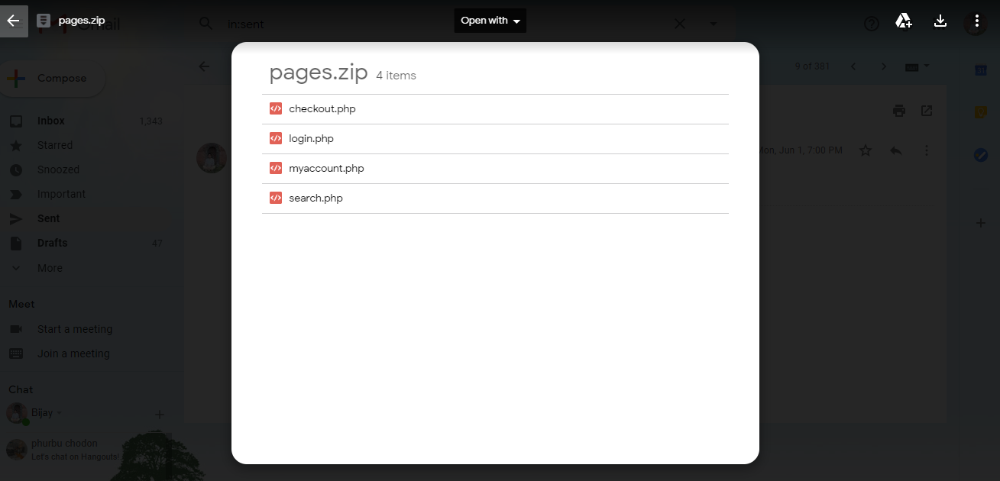 pages.zip
Gmail
in:sent
Open with
Compose
9 of 381
pages.zip 4 items
checkout.php
login.php
myaccount.php
search.php
Inbox 1,343
Starred
Snoozed
Important
Sent
Drafts 47
More
Mon, Jun 1, 7:00 PM
Meet
Start a meeting
Join a meeting
Chat
Bijay
phurbu chodon
Let's chat on Hangouts!